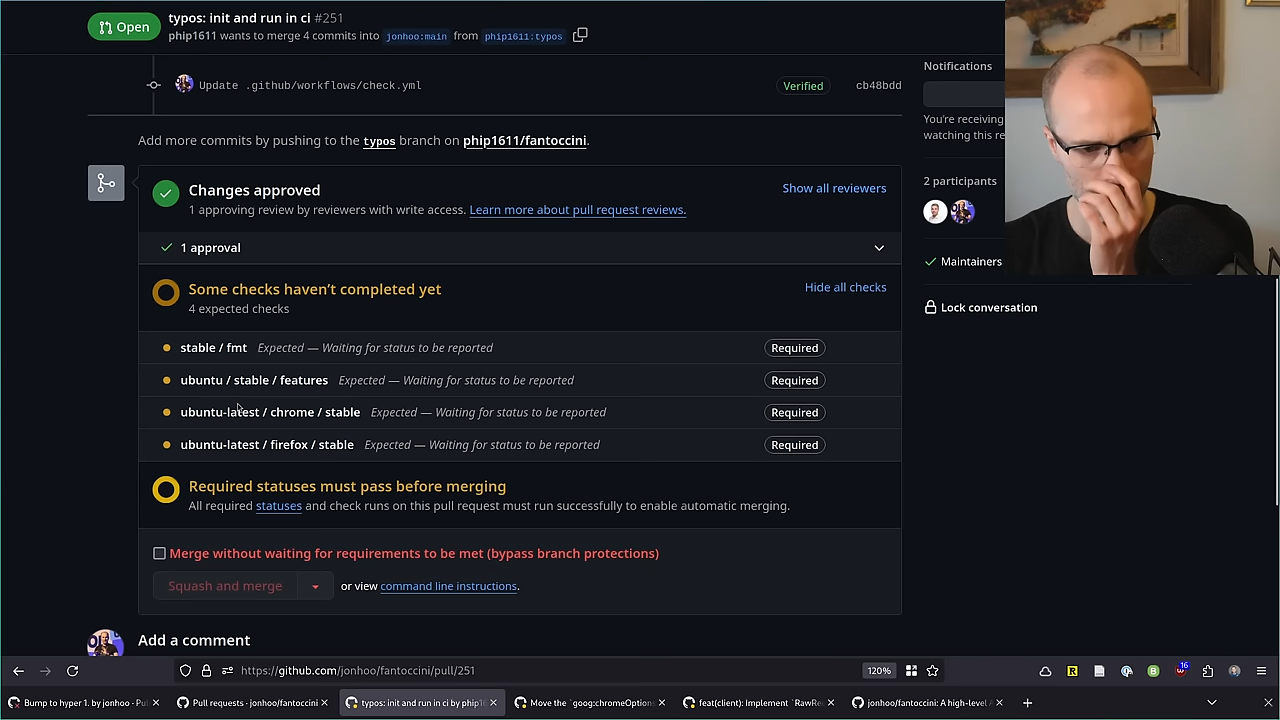 Open
typos: init and run in ci #251
phip1611 wants to merge 4 commits into jonhoo:main from phip1611:typos
Update .github/workflows/check.yml
Verified
cb48bdd
Add more commits by pushing to the typos branch on phip1611/fantoccini.
Changes approved
Show all reviewers
1 approving review by reviewers with write access. Learn more about pull request reviews.
1 approval
Some checks haven't completed yet
Hide all checks
4 expected checks
stable / fmt Expected — Waiting for status to be reported Required
ubuntu / stable / features Expected — Waiting for status to be reported Required
ubuntu-latest / chrome / stable Expected — Waiting for status to be reported Required
ubuntu-latest / firefox / stable Expected — Waiting for status to be reported Required
Required statuses must pass before merging
All required statuses and check runs on this pull request must run successfully to enable automatic merging.
Merge without waiting for requirements to be met (bypass branch protections)
Squash and merge
or view command line instructions.
Add a comment
Notifications
You're receiving
watching this re
2 participants
Maintainers
Lock conversation
https://github.com/jonhoo/fantoccini/pull/251
120%
16
Bump to hyper 1. by jonhoo · Pu
Pull requests · jonhoo/fantoccini
typos: init and run in ci by phip1
Move the `goog:chromeOption
feat(client): Implement `RawRe
jonhoo/fantoccini: A high-level